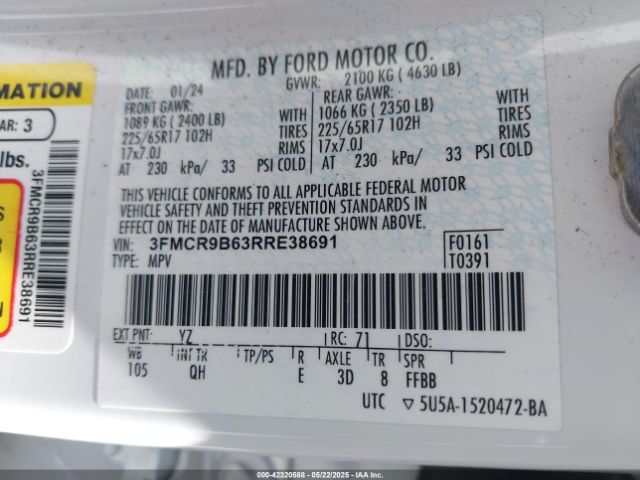 MFD. BY FORD MOTOR CO.
DATE: 01/24 GVWR: 2100 KG ( 4630 LB)
FRONT GAWR: REAR GAWR:
1089 KG ( 2400 LB) WITH 1066 KG ( 2350 LB) WITH
225/65R17 102H TIRES 225/65R17 102H TIRES
17x7.0J RIMS 17x7.0J RIMS
AT 230 kPa/ 33 PSI COLD AT 230 kPa/ 33 PSI COLD
THIS VEHICLE CONFORMS TO ALL APPLICABLE FEDERAL MOTOR
VEHICLE SAFETY AND THEFT PREVENTION STANDARDS IN
EFFECT ON THE DATE OF MANUFACTURE SHOWN ABOVE.
VIN: 3FMCR9B63RRE38691 F0161
TYPE: MPV T0391
EXT PNT: YZ RC: 71 DSO:
WB INT TR TP/PS R AXLE TR SPR
105 QH E 3D 8 FFBB
UTC ▽ 5U5A-1520472-BA
MATION
AR: 3
lbs.
3FMCR9B63RRE38691
000-42320588 - 05/22/2025 - IAAI.COM